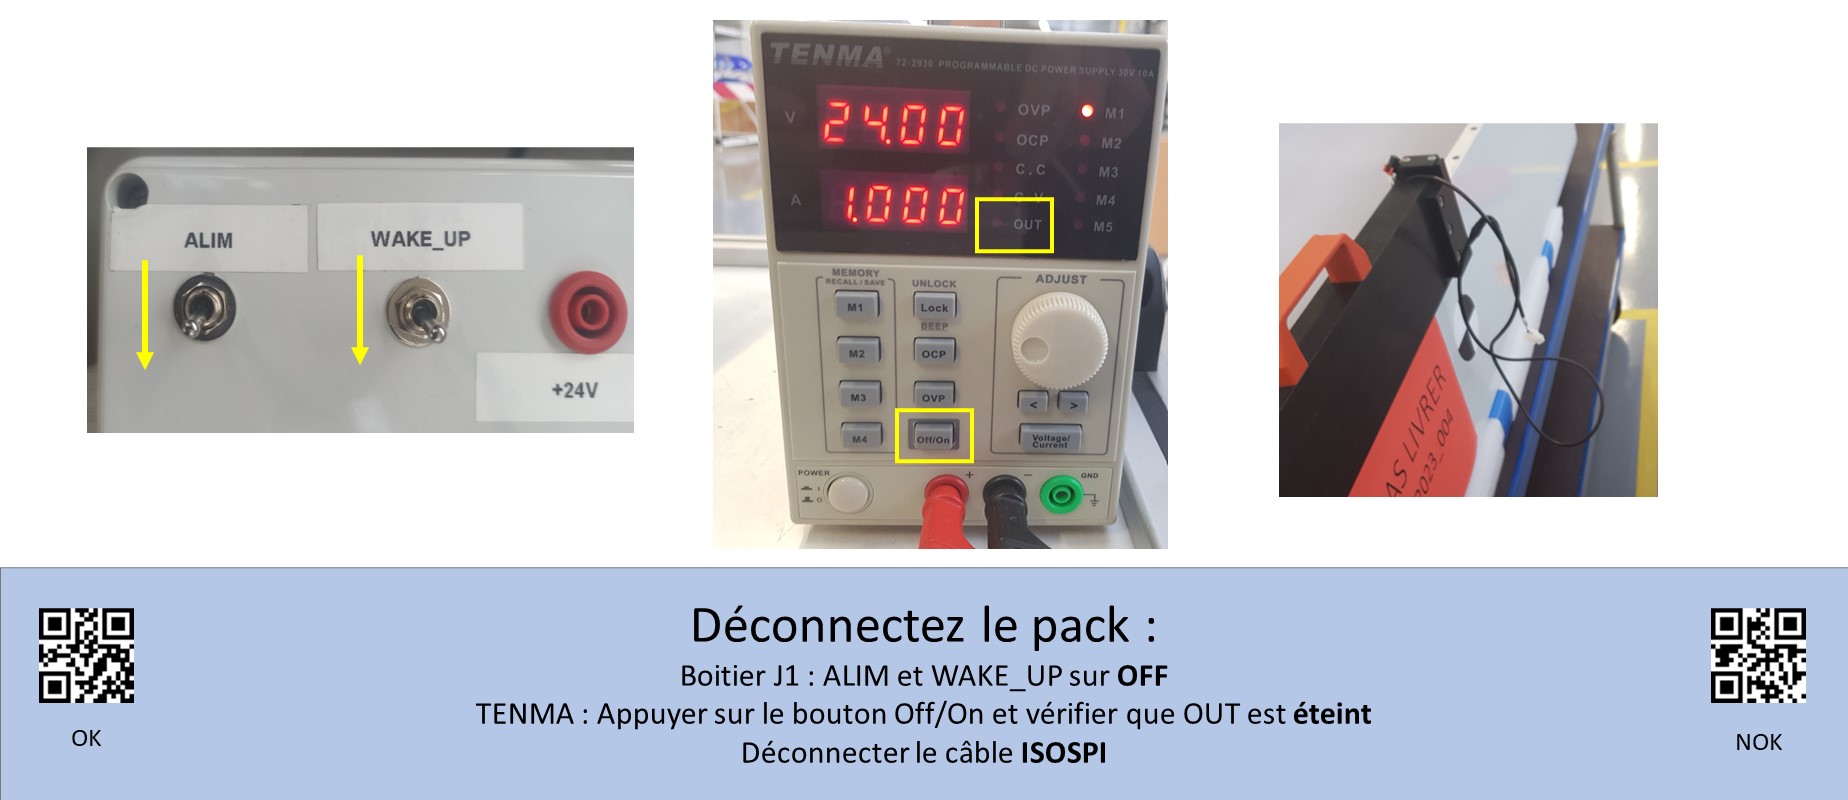 ALIM
WAKE_UP
+24V
TENMA®
72-2930 PROGRAMMABLE DC POWER SUPPLY 30V 10A
V
24.00
A
1.000
OVP
OCP
C.C
C.V
OUT
M1
M2
M3
M4
M5
MEMORY
RECALL / SAVE
M1
M2
M3
M4
UNLOCK
Lock
BEEP
OCP
OVP
Off/On
ADJUST
<
>
Voltage/
Current
POWER
+
−
GND
AS LIVRER
2023_004
Déconnectez le pack :
Boitier J1 : ALIM et WAKE_UP sur OFF
TENMA : Appuyer sur le bouton Off/On et vérifier que OUT est éteint
Déconnecter le câble ISOSPI
OK
NOK